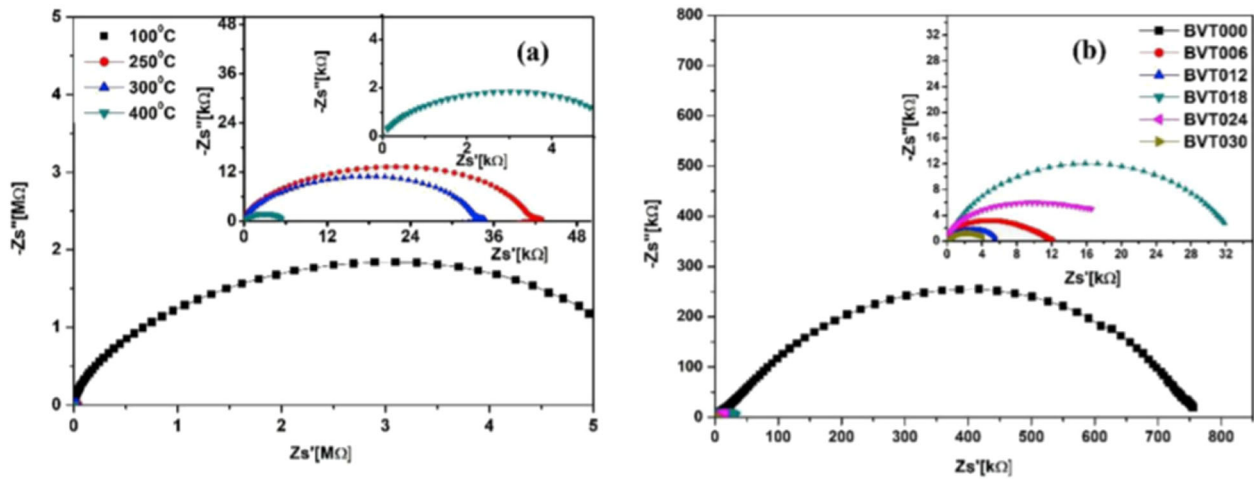 (a)
100⁰C
250⁰C
300⁰C
400⁰C
-Zs"[MΩ]
5
4
3
2
1
0
0 1 2 3 4 5
Zs'[MΩ]
-Zs"[kΩ]
48
36
24
12
0
0 12 24 36 48
Zs'[kΩ]
-Zs"[kΩ]
4
2
0
0 2 4
Zs'[kΩ]
(b)
BVT000
BVT006
BVT012
BVT018
BVT024
BVT030
-Zs"[kΩ]
800
700
600
500
400
300
250
100
0
0 100 200 300 400 500 600 700 800
Zs'[kΩ]
-Zs"[kΩ]
32
28
24
20
16
12
8
4
0
0 4 8 12 16 20 24 28 32
Zs'[kΩ]